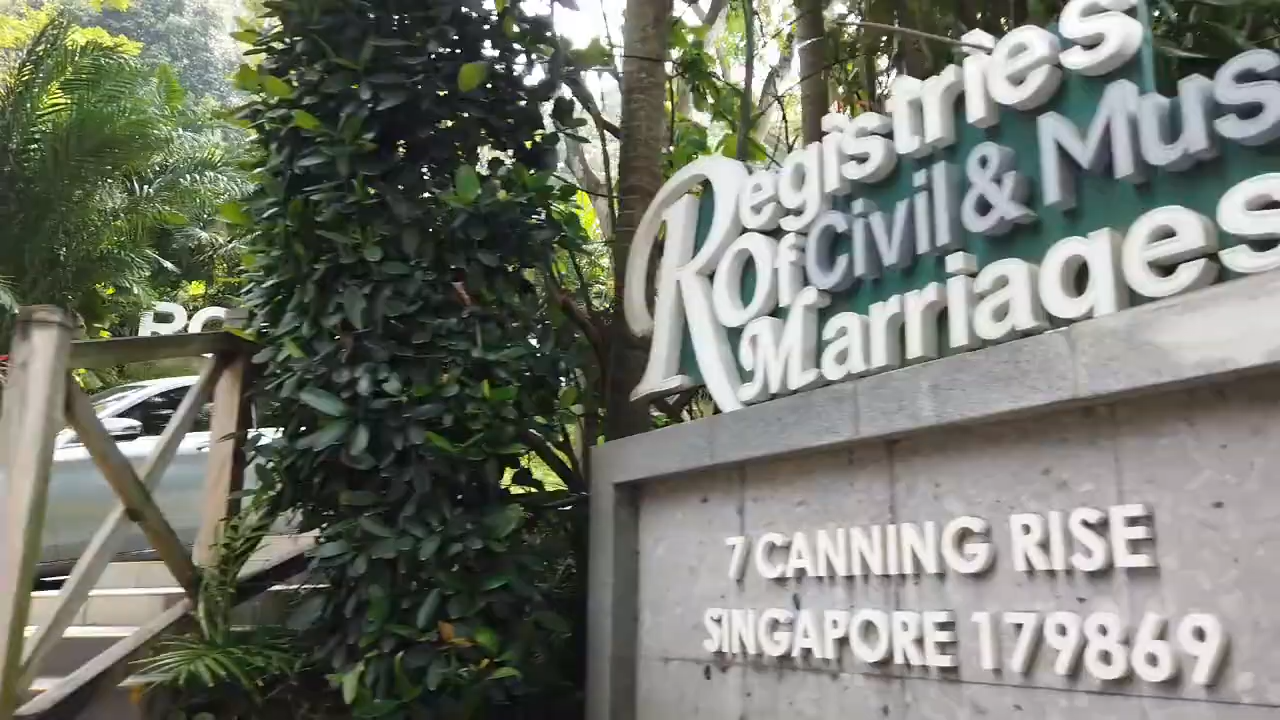 Registries
Of Civil & Mus
Marriages
7 CANNING RISE
SINGAPORE 179869